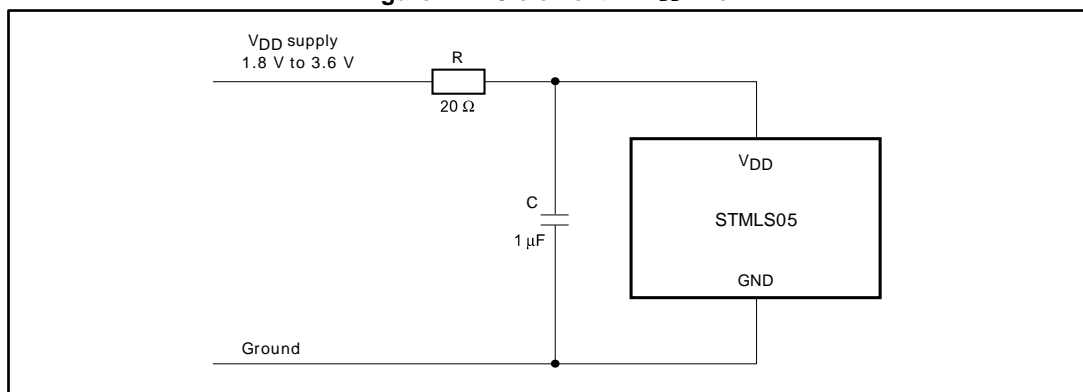 VDD supply
1.8 V to 3.6 V
R
20 Ω
VDD
C
STMLS05
1 μF
GND
Ground